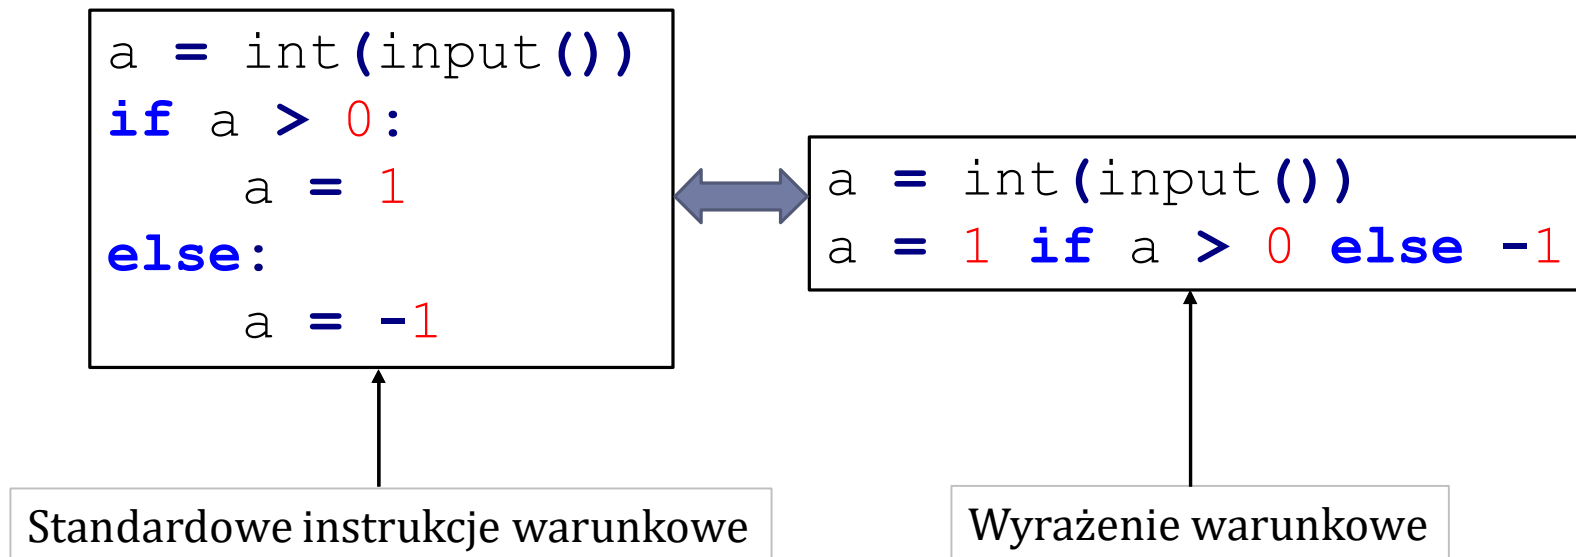 a = int(input())
if a > 0:
    a = 1
else:
    a = -1
a = int(input())
a = 1 if a > 0 else -1
Standardowe instrukcje warunkowe
Wyrażenie warunkowe